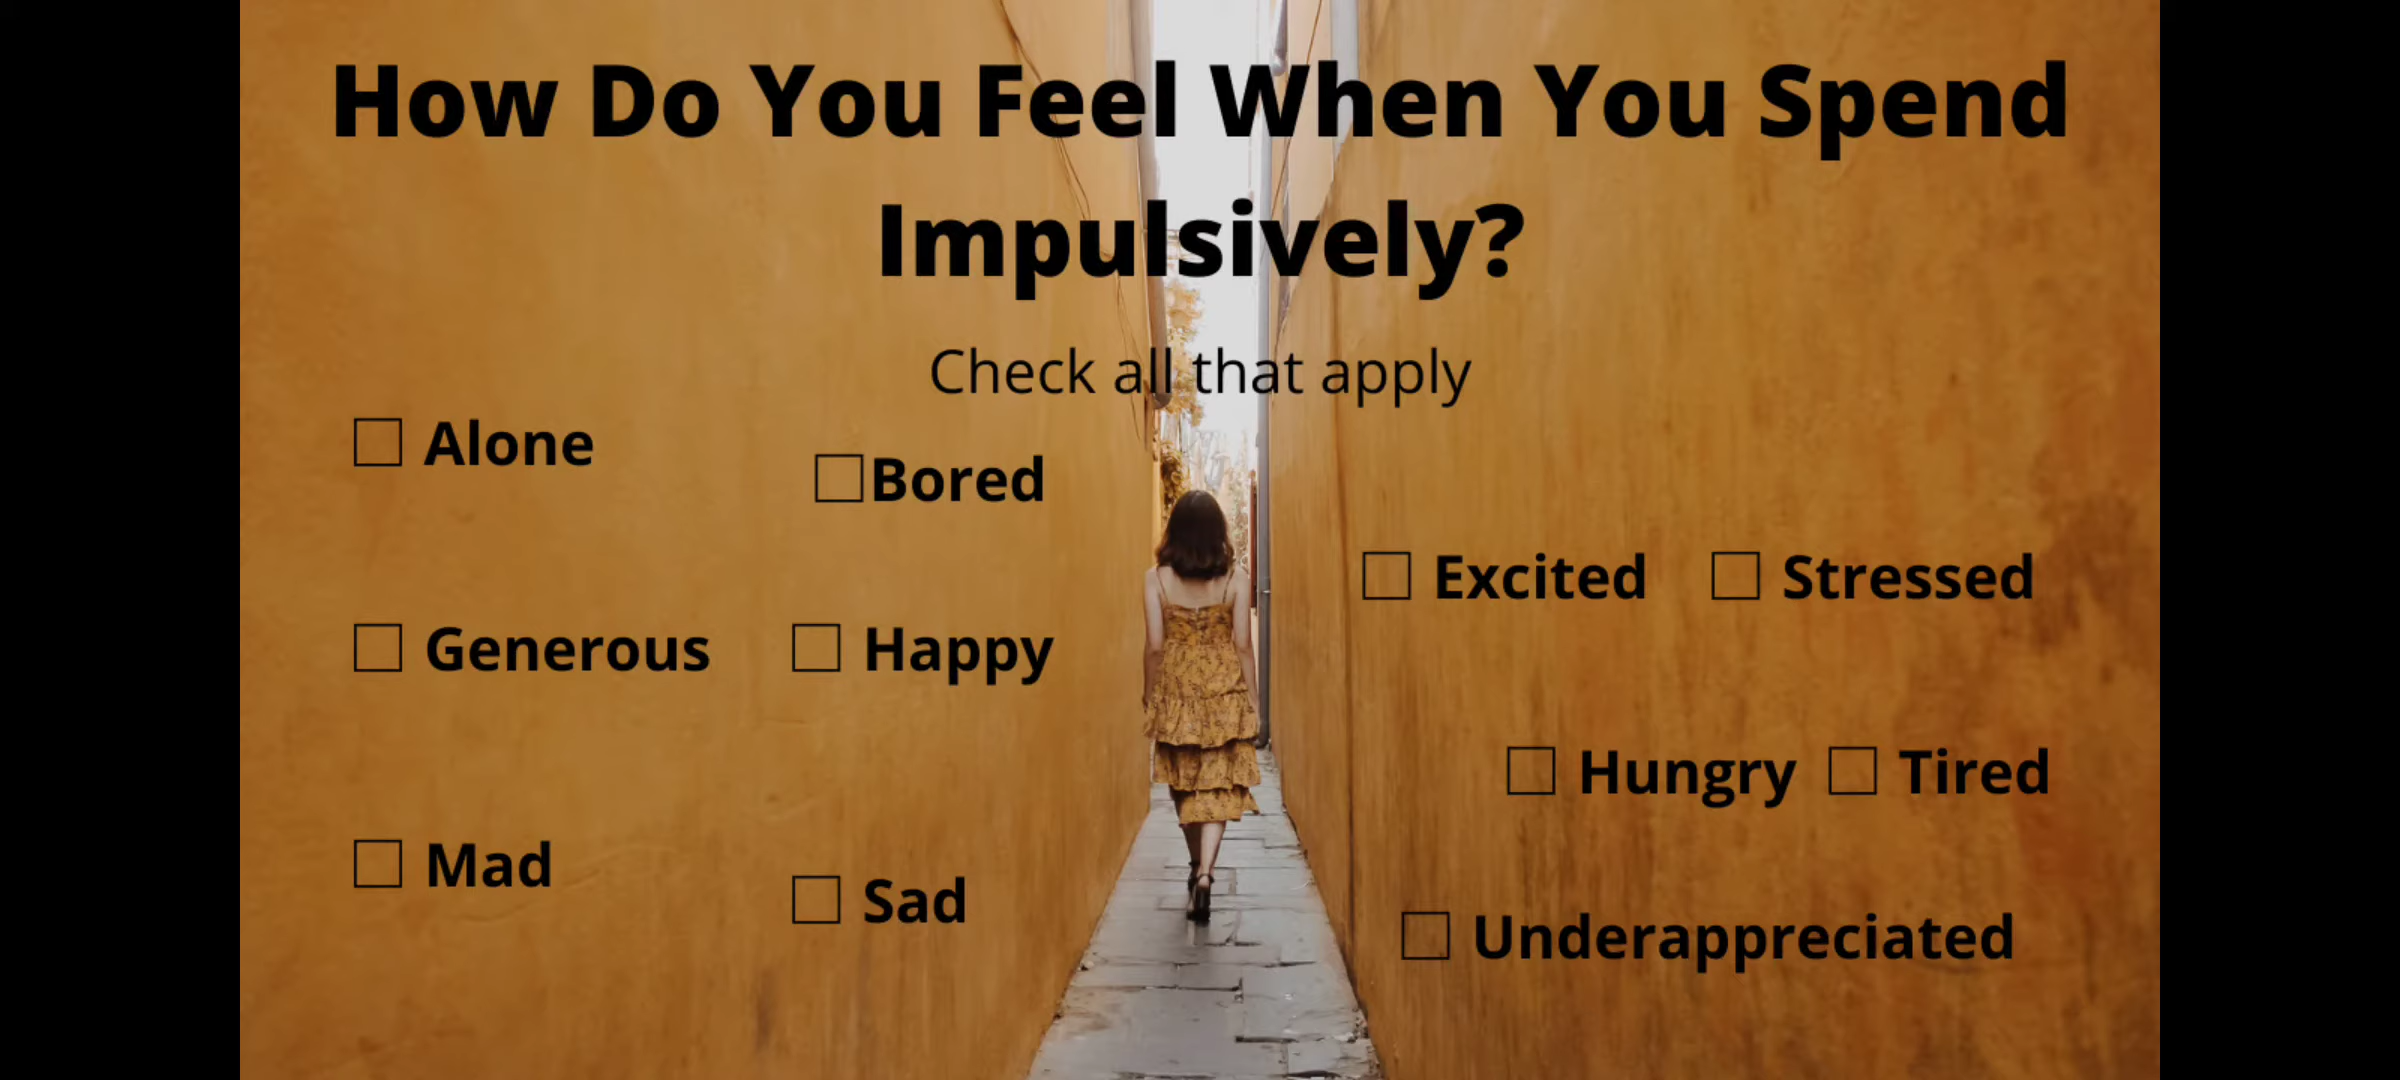 How Do You Feel When You Spend
Impulsively?
Check all that apply
☐ Alone
☐Bored
☐ Excited ☐ Stressed
☐ Generous ☐ Happy
☐ Hungry ☐ Tired
☐ Mad
☐ Sad
☐ Underappreciated